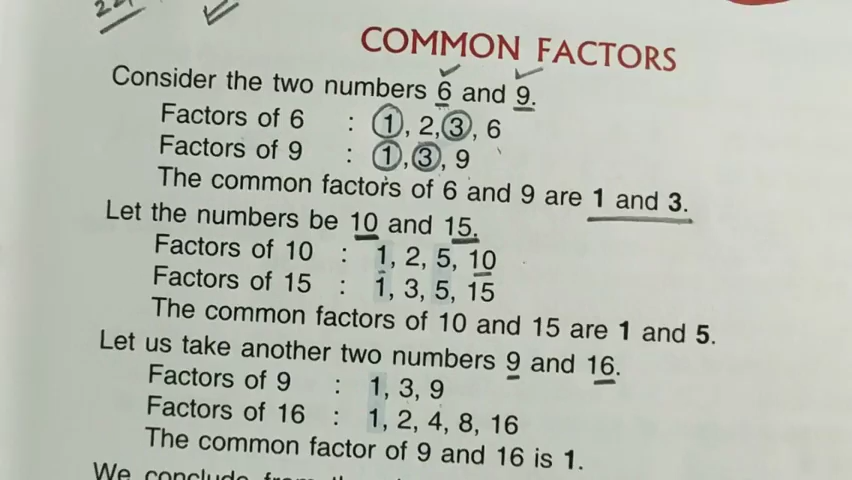 24
COMMON FACTORS
Consider the two numbers 6 and 9.
Factors of 6 : 1, 2, 3, 6
Factors of 9 : 1, 3, 9
The common factors of 6 and 9 are 1 and 3.
Let the numbers be 10 and 15.
Factors of 10 : 1, 2, 5, 10
Factors of 15 : 1, 3, 5, 15
The common factors of 10 and 15 are 1 and 5.
Let us take another two numbers 9 and 16.
Factors of 9 : 1, 3, 9
Factors of 16 : 1, 2, 4, 8, 16
The common factor of 9 and 16 is 1.
We conclude from